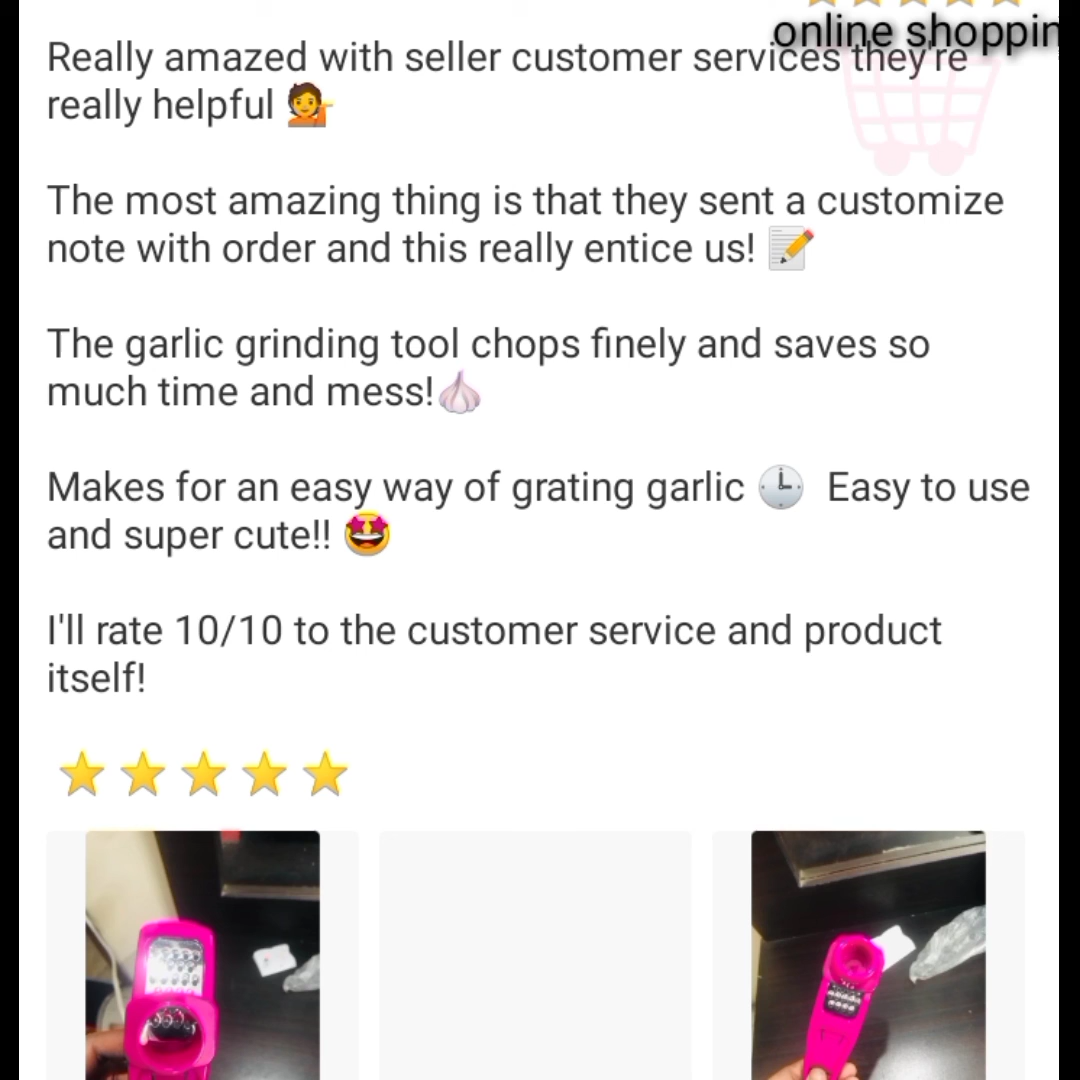 online shoppin
Really amazed with seller customer services they're
really helpful 💁
The most amazing thing is that they sent a customize
note with order and this really entice us! 📝
The garlic grinding tool chops finely and saves so
much time and mess!🧄
Makes for an easy way of grating garlic 🕒 Easy to use
and super cute!! 🤩
I'll rate 10/10 to the customer service and product
itself!
⭐⭐⭐⭐⭐